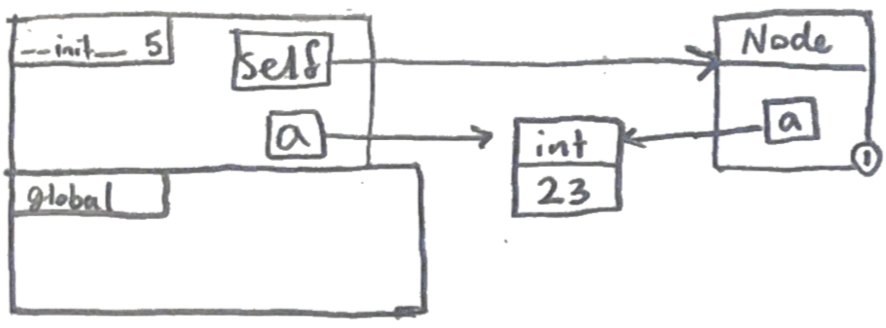 __init__ 5
self
Node
a
int
a
23
1
global